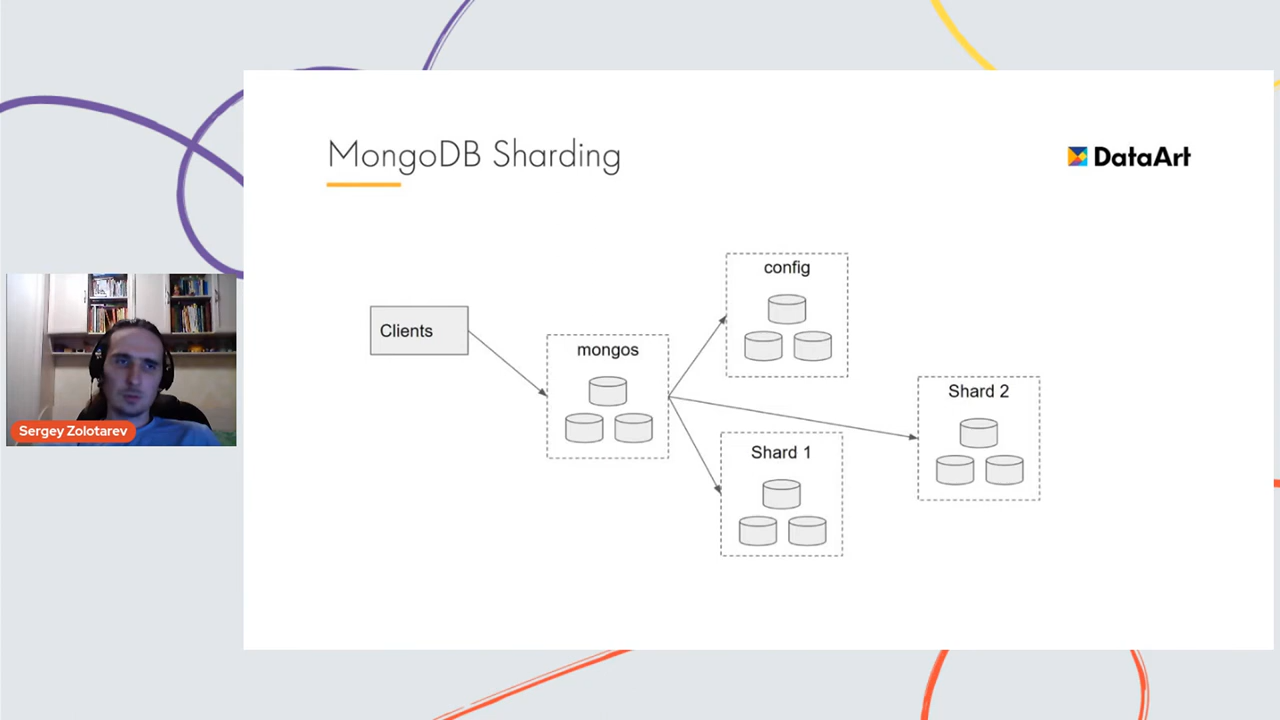 MongoDB Sharding
DataArt
config
Clients
mongos
Shard 2
Shard 1
Sergey Zolotarev